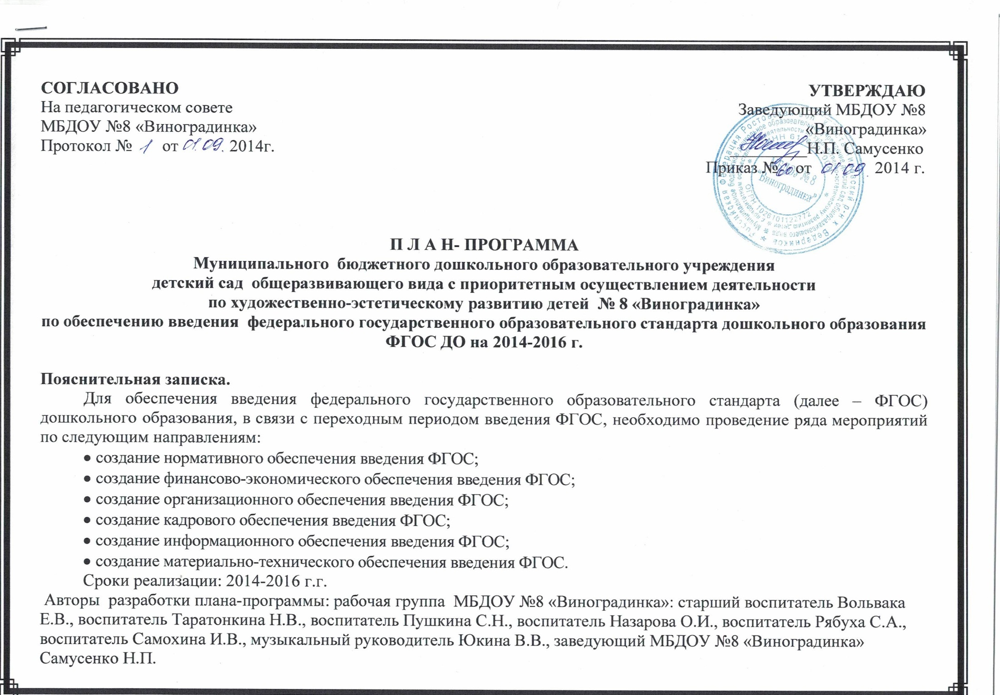 СОГЛАСОВАНО
На педагогическом совете
МБДОУ №8 «Виноградинка»
Протокол № 1 от 01.09. 2014г.
УТВЕРЖДАЮ
Заведующий МБДОУ №8
«Виноградинка»
Н.П. Самусенко
Приказ №60 от 01 09. 2014 г.
МБДОУ № 8
"Виноградинка"
ОГРН 1026101122772
П Л А Н- ПРОГРАММА
Муниципального бюджетного дошкольного образовательного учреждения
детский сад общеразвивающего вида с приоритетным осуществлением деятельности
по художественно-эстетическому развитию детей № 8 «Виноградинка»
по обеспечению введения федерального государственного образовательного стандарта дошкольного образования
ФГОС ДО на 2014-2016 г.
Пояснительная записка.
Для обеспечения введения федерального государственного образовательного стандарта (далее – ФГОС)
дошкольного образования, в связи с переходным периодом введения ФГОС, необходимо проведение ряда мероприятий
по следующим направлениям:
• создание нормативного обеспечения введения ФГОС;
• создание финансово-экономического обеспечения введения ФГОС;
• создание организационного обеспечения введения ФГОС;
• создание кадрового обеспечения введения ФГОС;
• создание информационного обеспечения введения ФГОС;
• создание материально-технического обеспечения введения ФГОС.
Сроки реализации: 2014-2016 г.г.
Авторы разработки плана-программы: рабочая группа МБДОУ №8 «Виноградинка»: старший воспитатель Вольвака
Е.В., воспитатель Таратонкина Н.В., воспитатель Пушкина С.Н., воспитатель Назарова О.И., воспитатель Рябуха С.А.,
воспитатель Самохина И.В., музыкальный руководитель Юкина В.В., заведующий МБДОУ №8 «Виноградинка»
Самусенко Н.П.